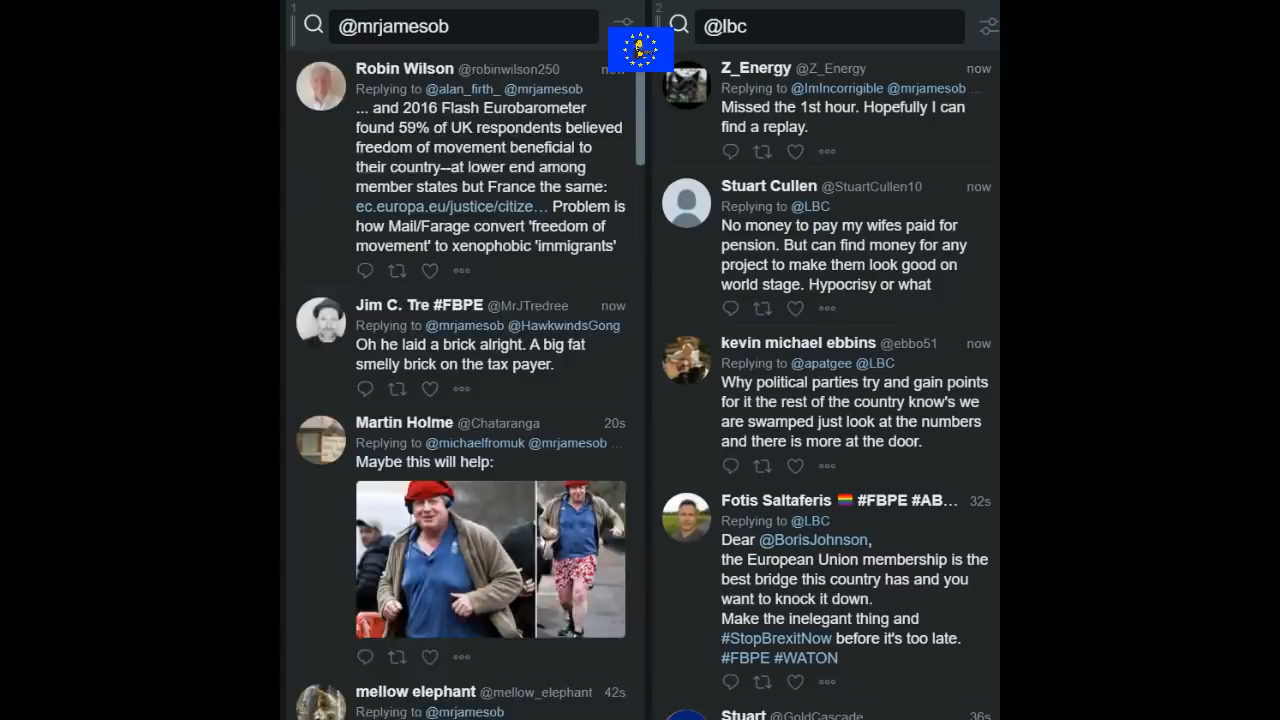 1
@mrjamesob
Robin Wilson @robinwilson250
Replying to @alan_firth_ @mrjamesob
... and 2016 Flash Eurobarometer
found 59% of UK respondents believed
freedom of movement beneficial to
their country--at lower end among
member states but France the same:
ec.europa.eu/justice/citize... Problem is
how Mail/Farage convert 'freedom of
movement' to xenophobic 'immigrants'
Jim C. Tre #FBPE @MrJTredree now
Replying to @mrjamesob @HawkwindsGong
Oh he laid a brick alright. A big fat
smelly brick on the tax payer.
Martin Holme @Chataranga 20s
Replying to @michaelfromuk @mrjamesob ...
Maybe this will help:
mellow elephant @mellow_elephant 42s
Replying to @mrjamesob
2
@lbc
Z_Energy @Z_Energy now
Replying to @ImIncorrigible @mrjamesob ...
Missed the 1st hour. Hopefully I can
find a replay.
Stuart Cullen @StuartCullen10 now
Replying to @LBC
No money to pay my wifes paid for
pension. But can find money for any
project to make them look good on
world stage. Hypocrisy or what
kevin michael ebbins @ebbo51 now
Replying to @apatgee @LBC
Why political parties try and gain points
for it the rest of the country know's we
are swamped just look at the numbers
and there is more at the door.
Fotis Saltaferis 🏳️‍🌈 #FBPE #AB... 32s
Replying to @LBC
Dear @BorisJohnson,
the European Union membership is the
best bridge this country has and you
want to knock it down.
Make the inelegant thing and
#StopBrexitNow before it's too late.
#FBPE #WATON
Stuart @GoldCascade 36s